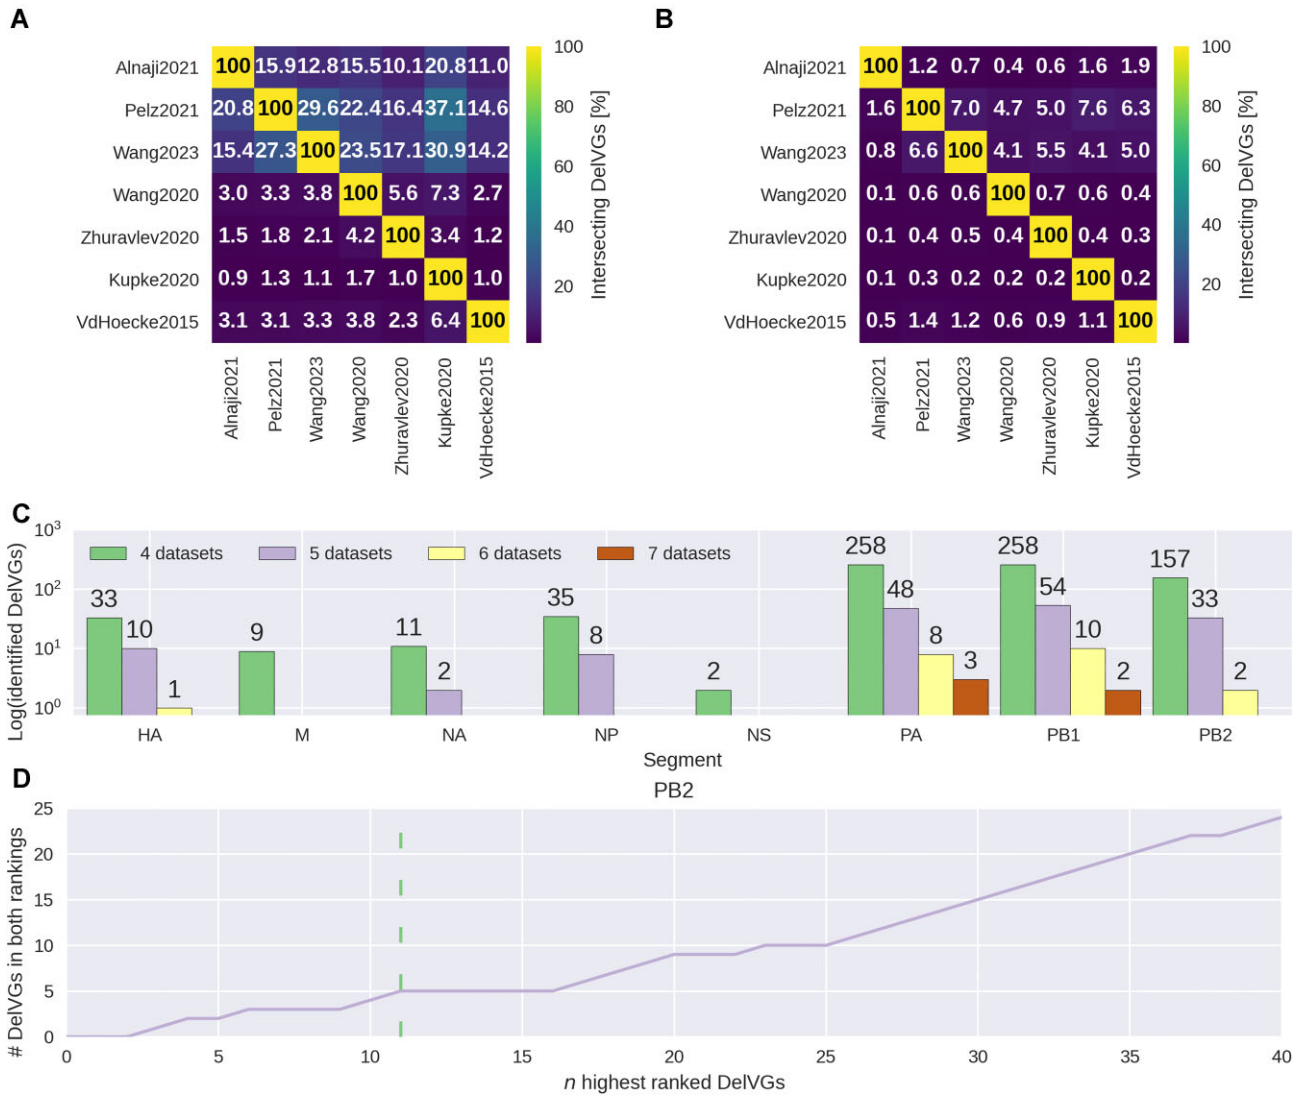 A
B
Alnaji2021 100 15.9 12.8 15.5 10.1 20.8 11.0
Pelz2021 20.8 100 29.6 22.4 16.4 37.1 14.6
Wang2023 15.4 27.3 100 23.5 17.1 30.9 14.2
Wang2020 3.0 3.3 3.8 100 5.6 7.3 2.7
Zhuravlev2020 1.5 1.8 2.1 4.2 100 3.4 1.2
Kupke2020 0.9 1.3 1.1 1.7 1.0 100 1.0
VdHoecke2015 3.1 3.1 3.3 3.8 2.3 6.4 100
Alnaji2021 Pelz2021 Wang2023 Wang2020 Zhuravlev2020 Kupke2020 VdHoecke2015
100
80
60
40
20
Intersecting DelVGs [%]
Alnaji2021 100 1.2 0.7 0.4 0.6 1.6 1.9
Pelz2021 1.6 100 7.0 4.7 5.0 7.6 6.3
Wang2023 0.8 6.6 100 4.1 5.5 4.1 5.0
Wang2020 0.1 0.6 0.6 100 0.7 0.6 0.4
Zhuravlev2020 0.1 0.4 0.5 0.4 100 0.4 0.3
Kupke2020 0.1 0.3 0.2 0.2 0.2 100 0.2
VdHoecke2015 0.5 1.4 1.2 0.6 0.9 1.1 100
Alnaji2021 Pelz2021 Wang2023 Wang2020 Zhuravlev2020 Kupke2020 VdHoecke2015
100
80
60
40
20
Intersecting DelVGs [%]
C
Log(identified DelVGs)
10³
10²
10¹
10⁰
4 datasets 5 datasets 6 datasets 7 datasets
33 10 1
9
11 2
35 8
2
258 48 8 3
258 54 10 2
157 33 2
HA M NA NP NS PA PB1 PB2
Segment
D
PB2
# DelVGs in both rankings
25
20
15
10
5
0
0 5 10 15 20 25 30 35 40
n highest ranked DelVGs